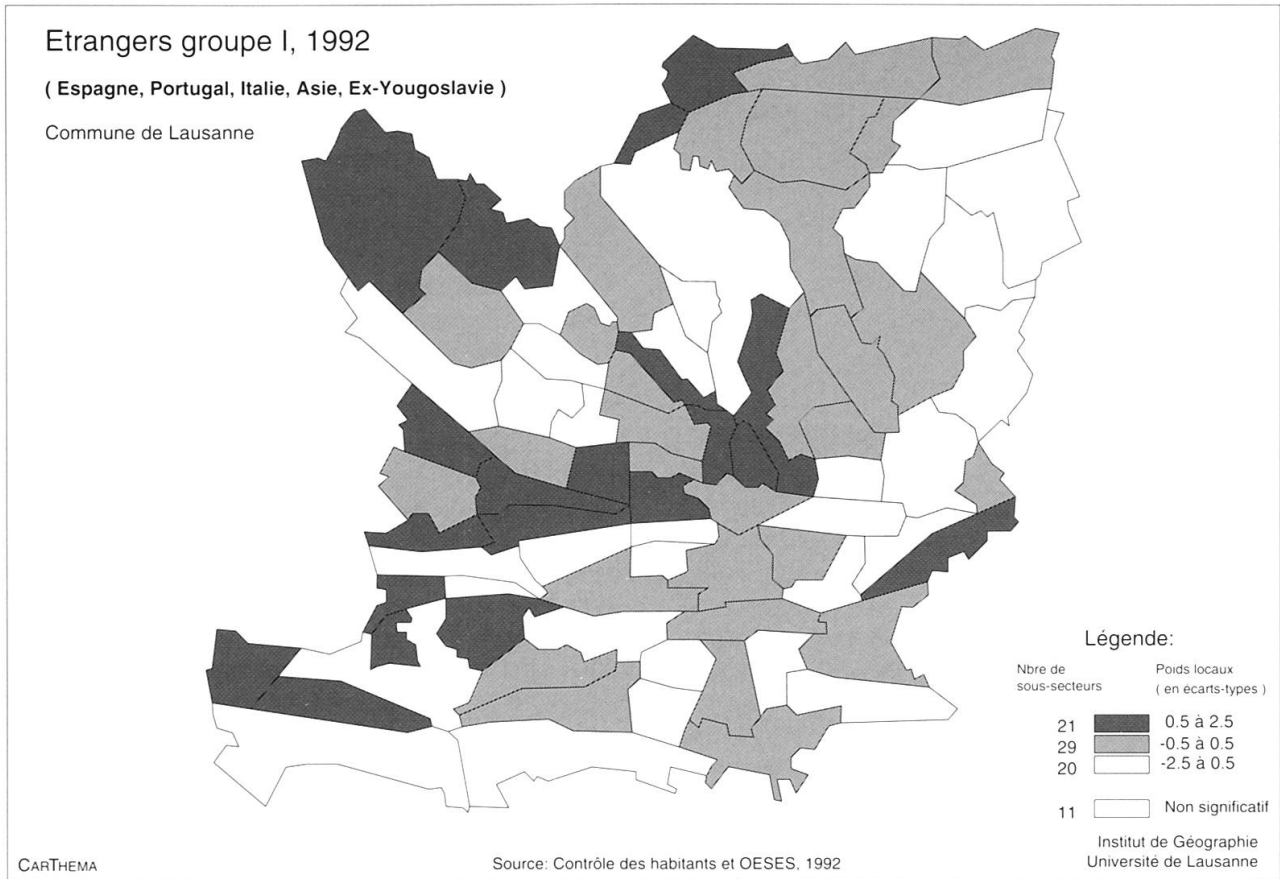 Etrangers groupe I, 1992
( Espagne, Portugal, Italie, Asie, Ex-Yougoslavie )
Commune de Lausanne
Légende:
Nbre de sous-secteurs
Poids locaux ( en écarts-types )
21 0.5 à 2.5
29 -0.5 à 0.5
20 -2.5 à 0.5
11 Non significatif
Institut de Géographie
Université de Lausanne
CARTHEMA
Source: Contrôle des habitants et OESES, 1992